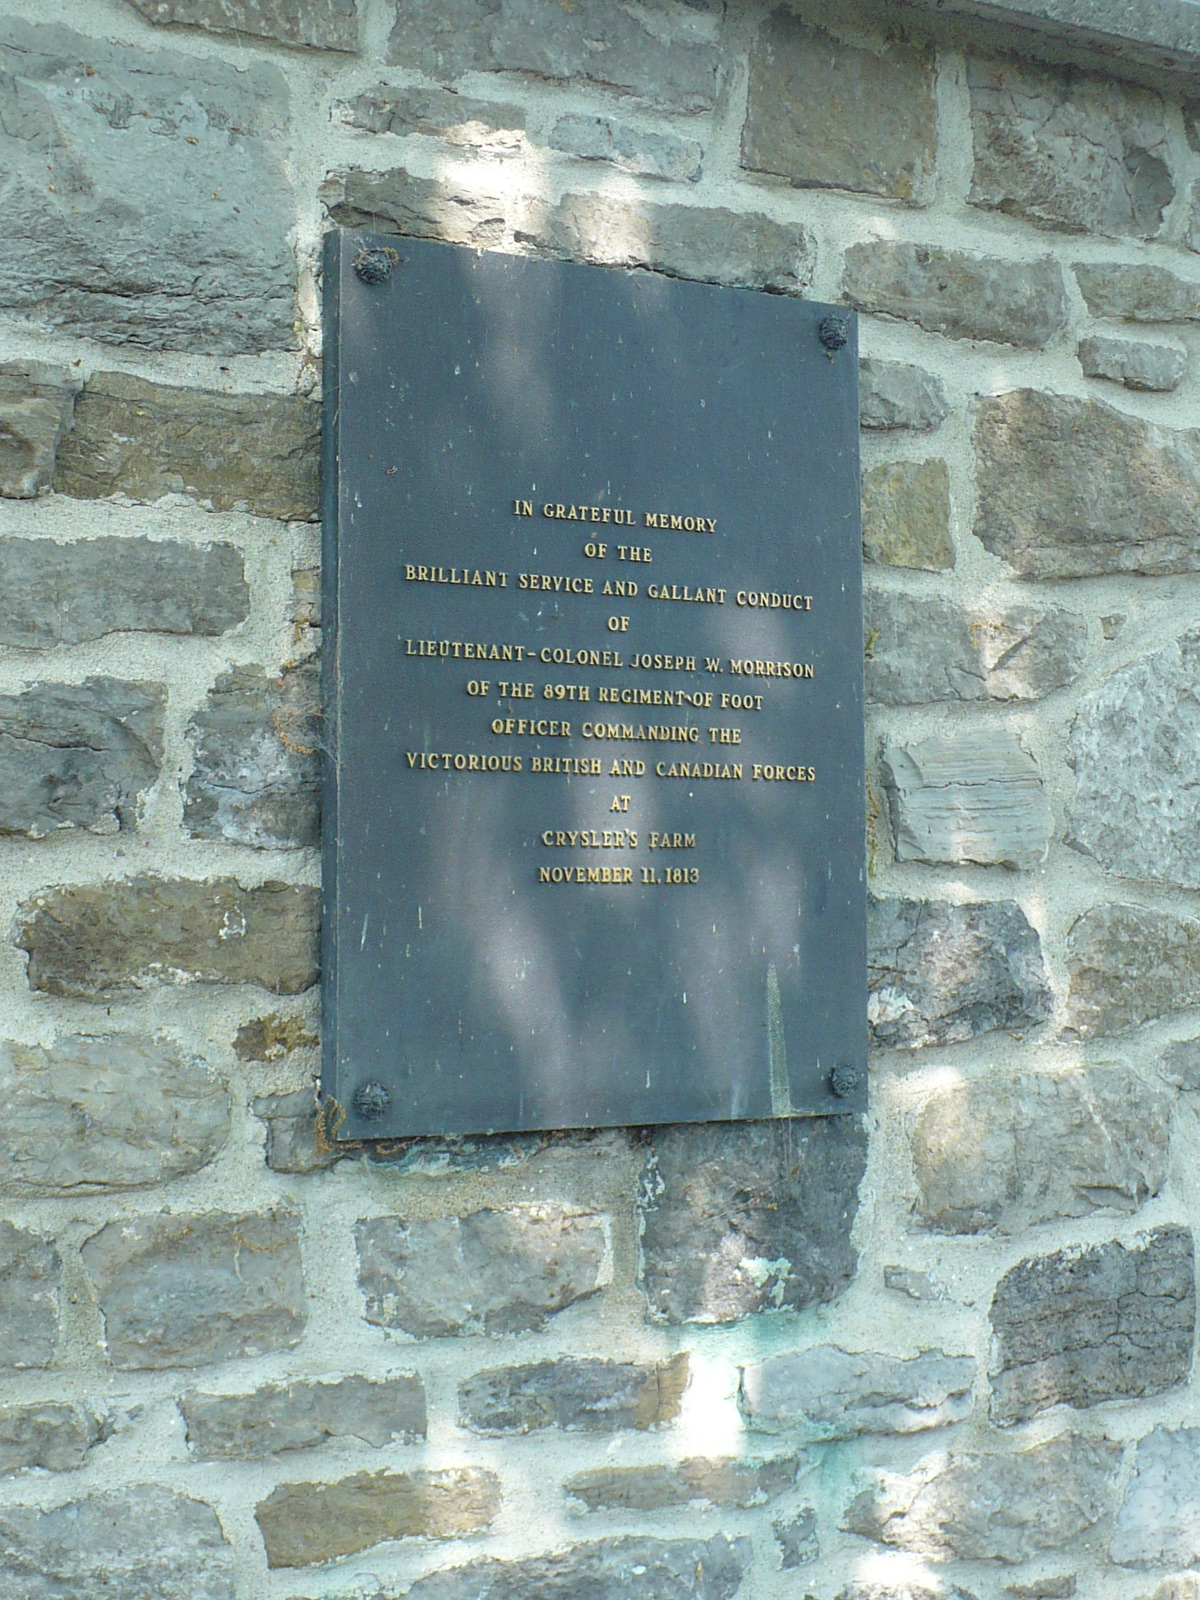 IN GRATEFUL MEMORY
OF THE
BRILLIANT SERVICE AND GALLANT CONDUCT
OF
LIEUTENANT-COLONEL JOSEPH W. MORRISON
OF THE 89TH REGIMENT OF FOOT
OFFICER COMMANDING THE
VICTORIOUS BRITISH AND CANADIAN FORCES
AT
CRYSLER'S FARM
NOVEMBER 11, 1813